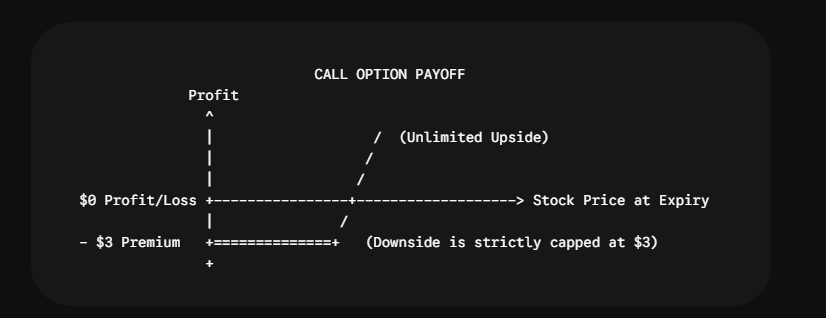 CALL OPTION PAYOFF
Profit
^
|                   /  (Unlimited Upside)
|                  /
|                 /
$0 Profit/Loss +----------------+-------------------> Stock Price at Expiry
|               /
- $3 Premium   +==============+   (Downside is strictly capped at $3)
+